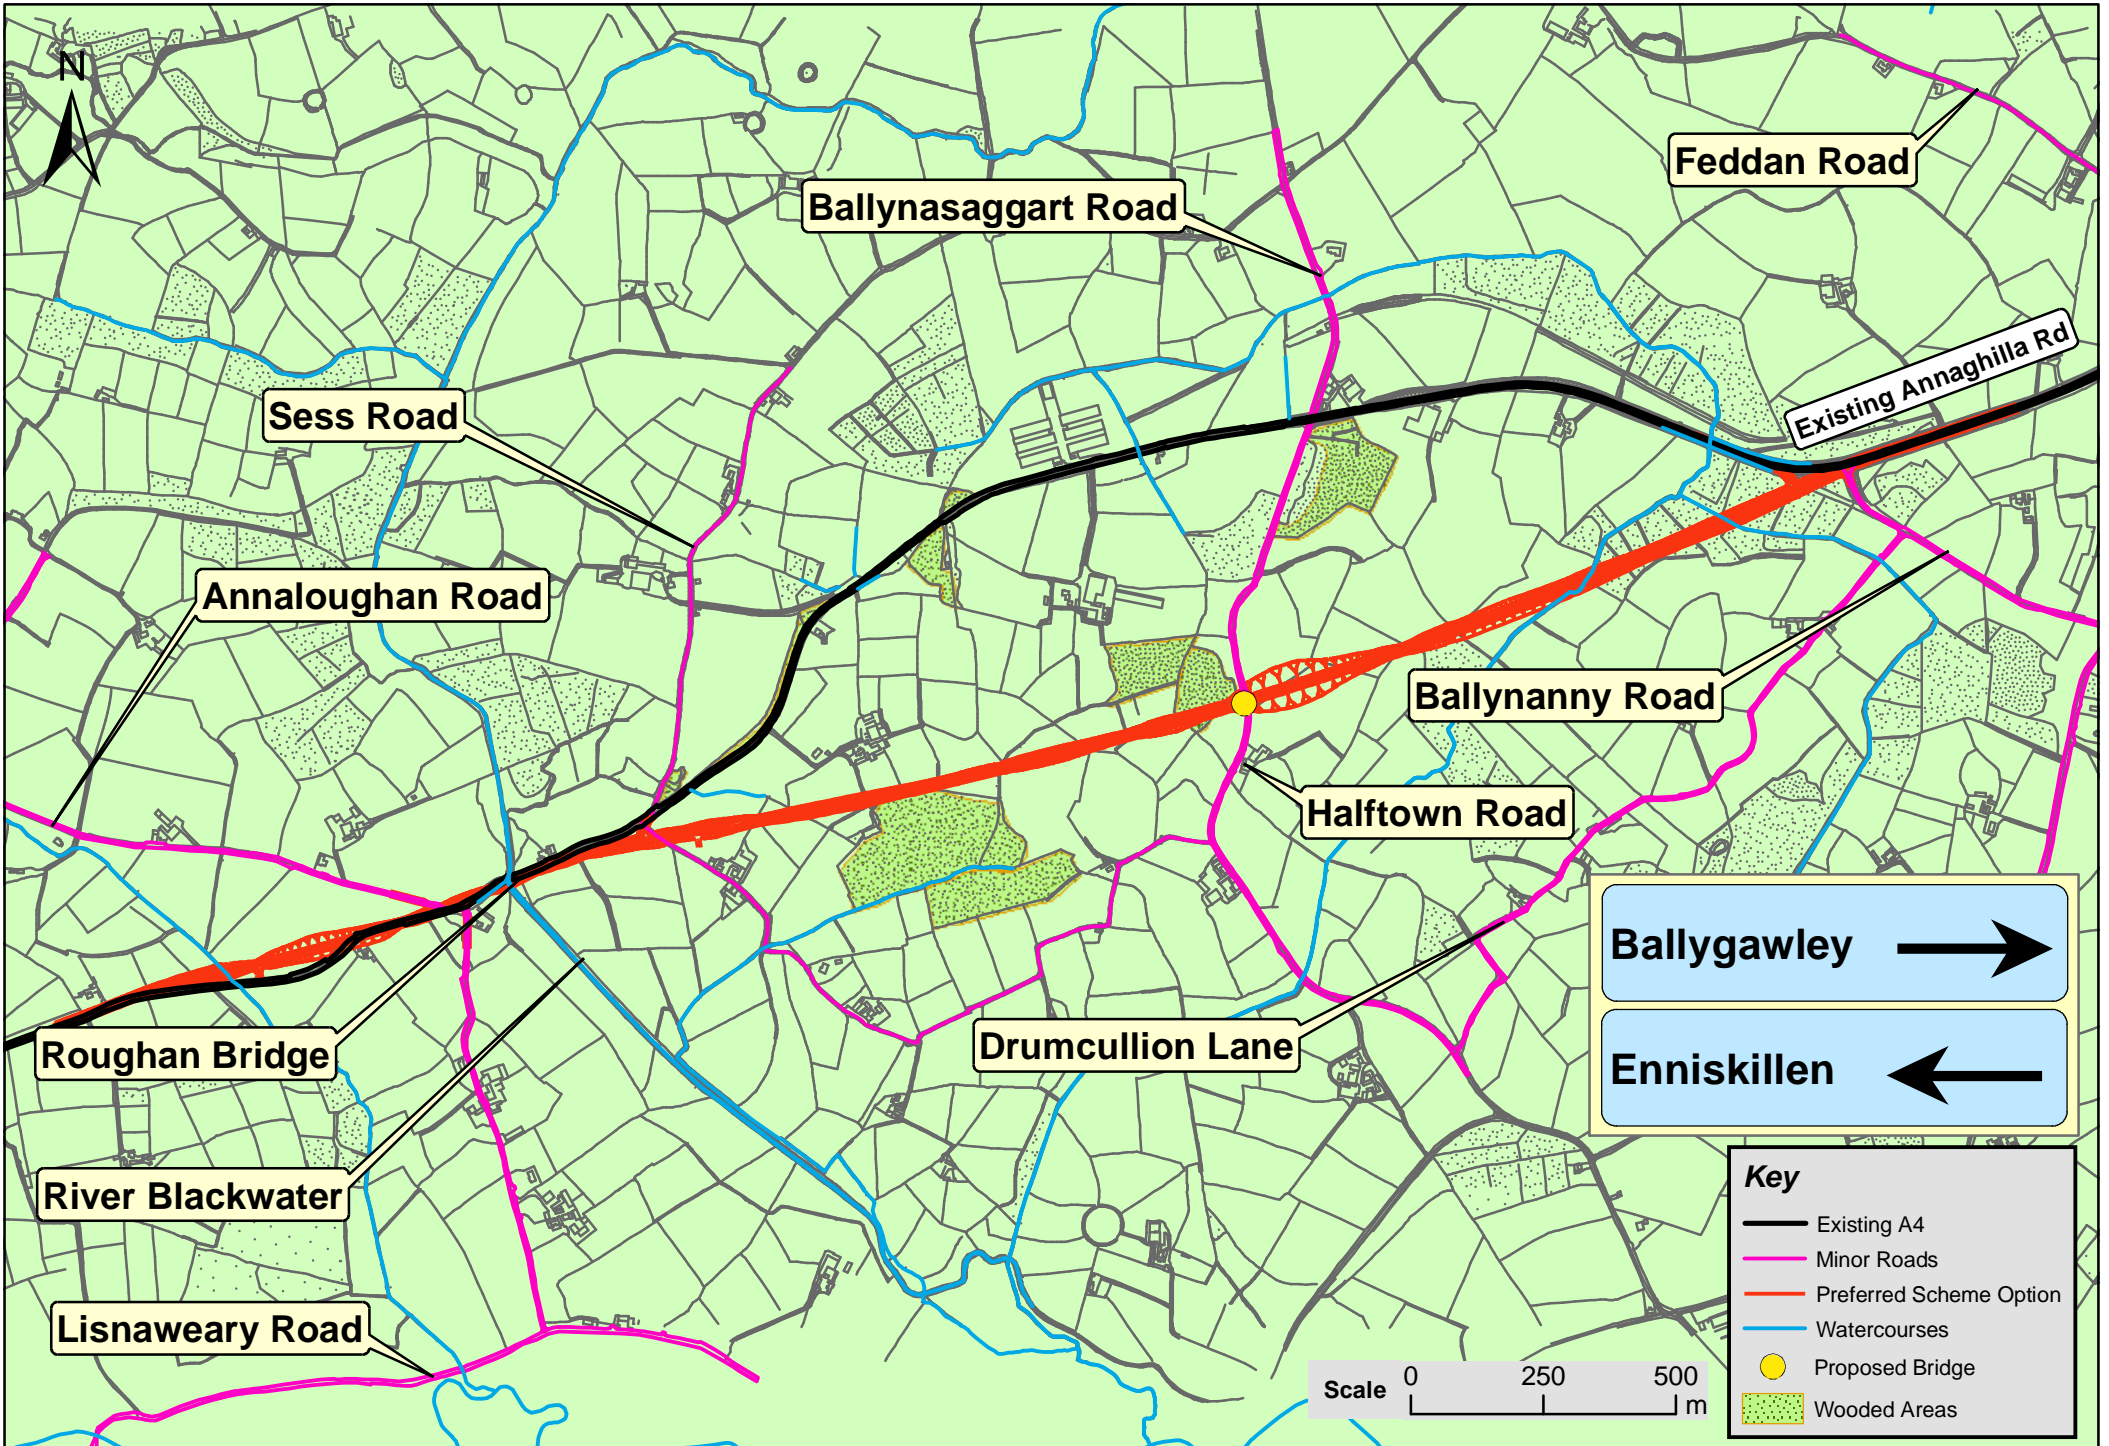 N
Feddan Road
Ballynasaggart Road
Existing Annaghilla Rd
Sess Road
Annaloughan Road
Ballynanny Road
Halftown Road
Ballygawley
Drumcullion Lane
Roughan Bridge
Enniskillen
River Blackwater
Lisnaweary Road
Key
Existing A4
Minor Roads
Preferred Scheme Option
Watercourses
Proposed Bridge
Wooded Areas
Scale 0 250 500
m